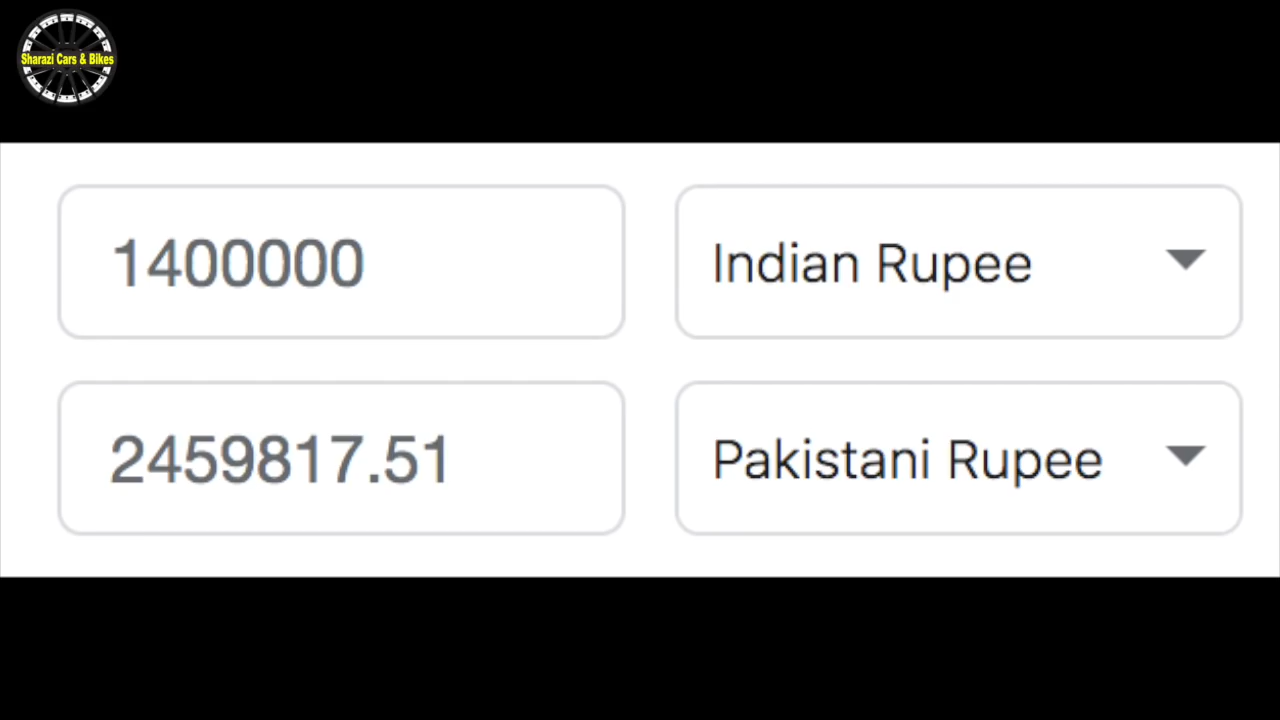 Sharazi Cars & Bikes
1400000 Indian Rupee
2459817.51 Pakistani Rupee